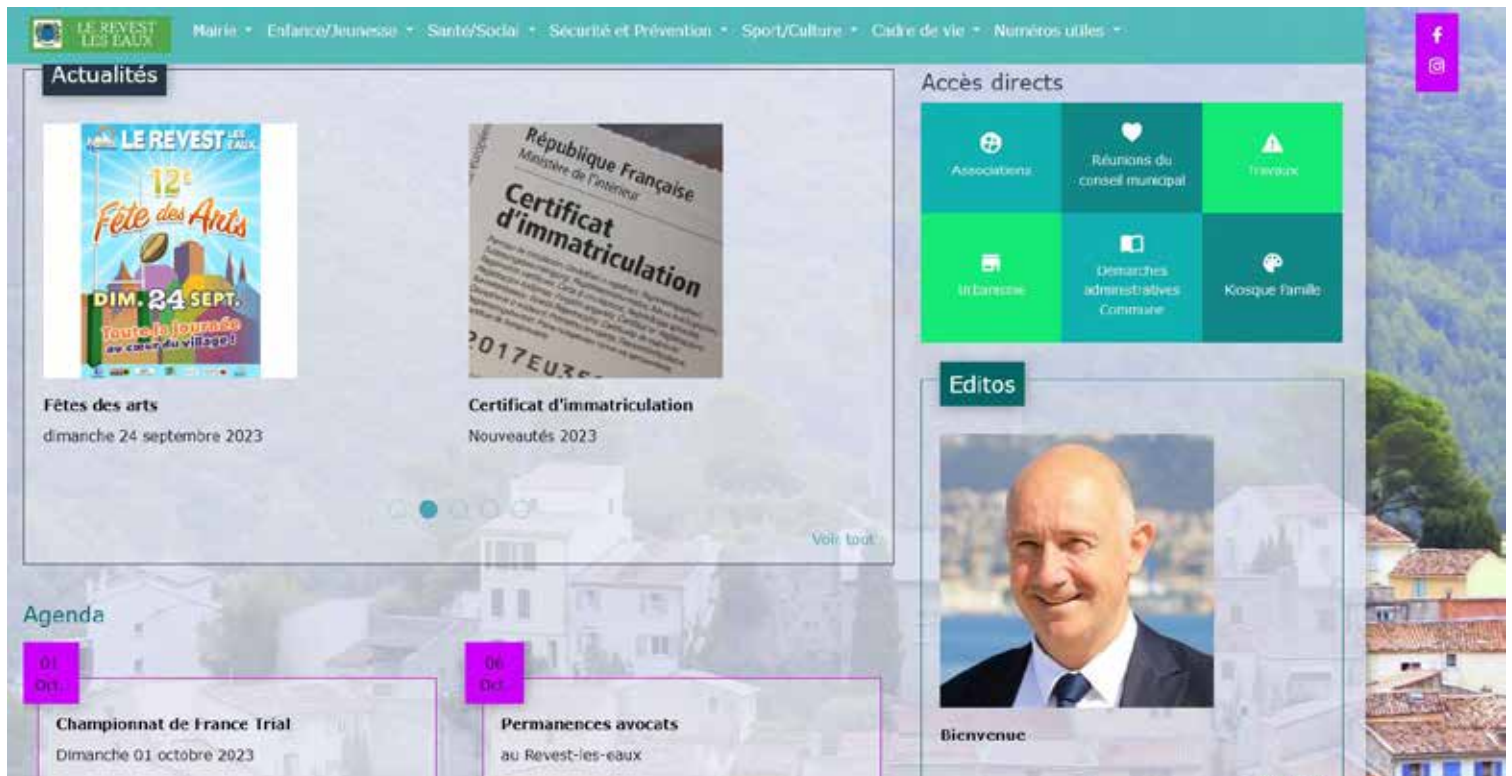 LE REVEST
LES EAUX
Mairie
Enfance/Jeunesse
Santé/Social
Sécurité et Prévention
Sport/Culture
Cadre de vie
Numéros utiles
Actualités
LE REVEST LES EAUX
12e
Fête des Arts
DIM. 24 SEPT.
Toute la journée
au cœur du village !
Fêtes des arts
dimanche 24 septembre 2023
République Française
Ministère de l'intérieur
Certificat
d'immatriculation
Certificat d'immatriculation
Nouveautés 2023
Voir tout
Accès directs
Associations
Réunions du
conseil municipal
Travaux
Urbanisme
Démarches
administratives
Commune
Kiosque Famille
Editos
Bienvenue
Agenda
01
Oct.
Championnat de France Trial
Dimanche 01 octobre 2023
06
Oct.
Permanences avocats
au Revest-les-eaux